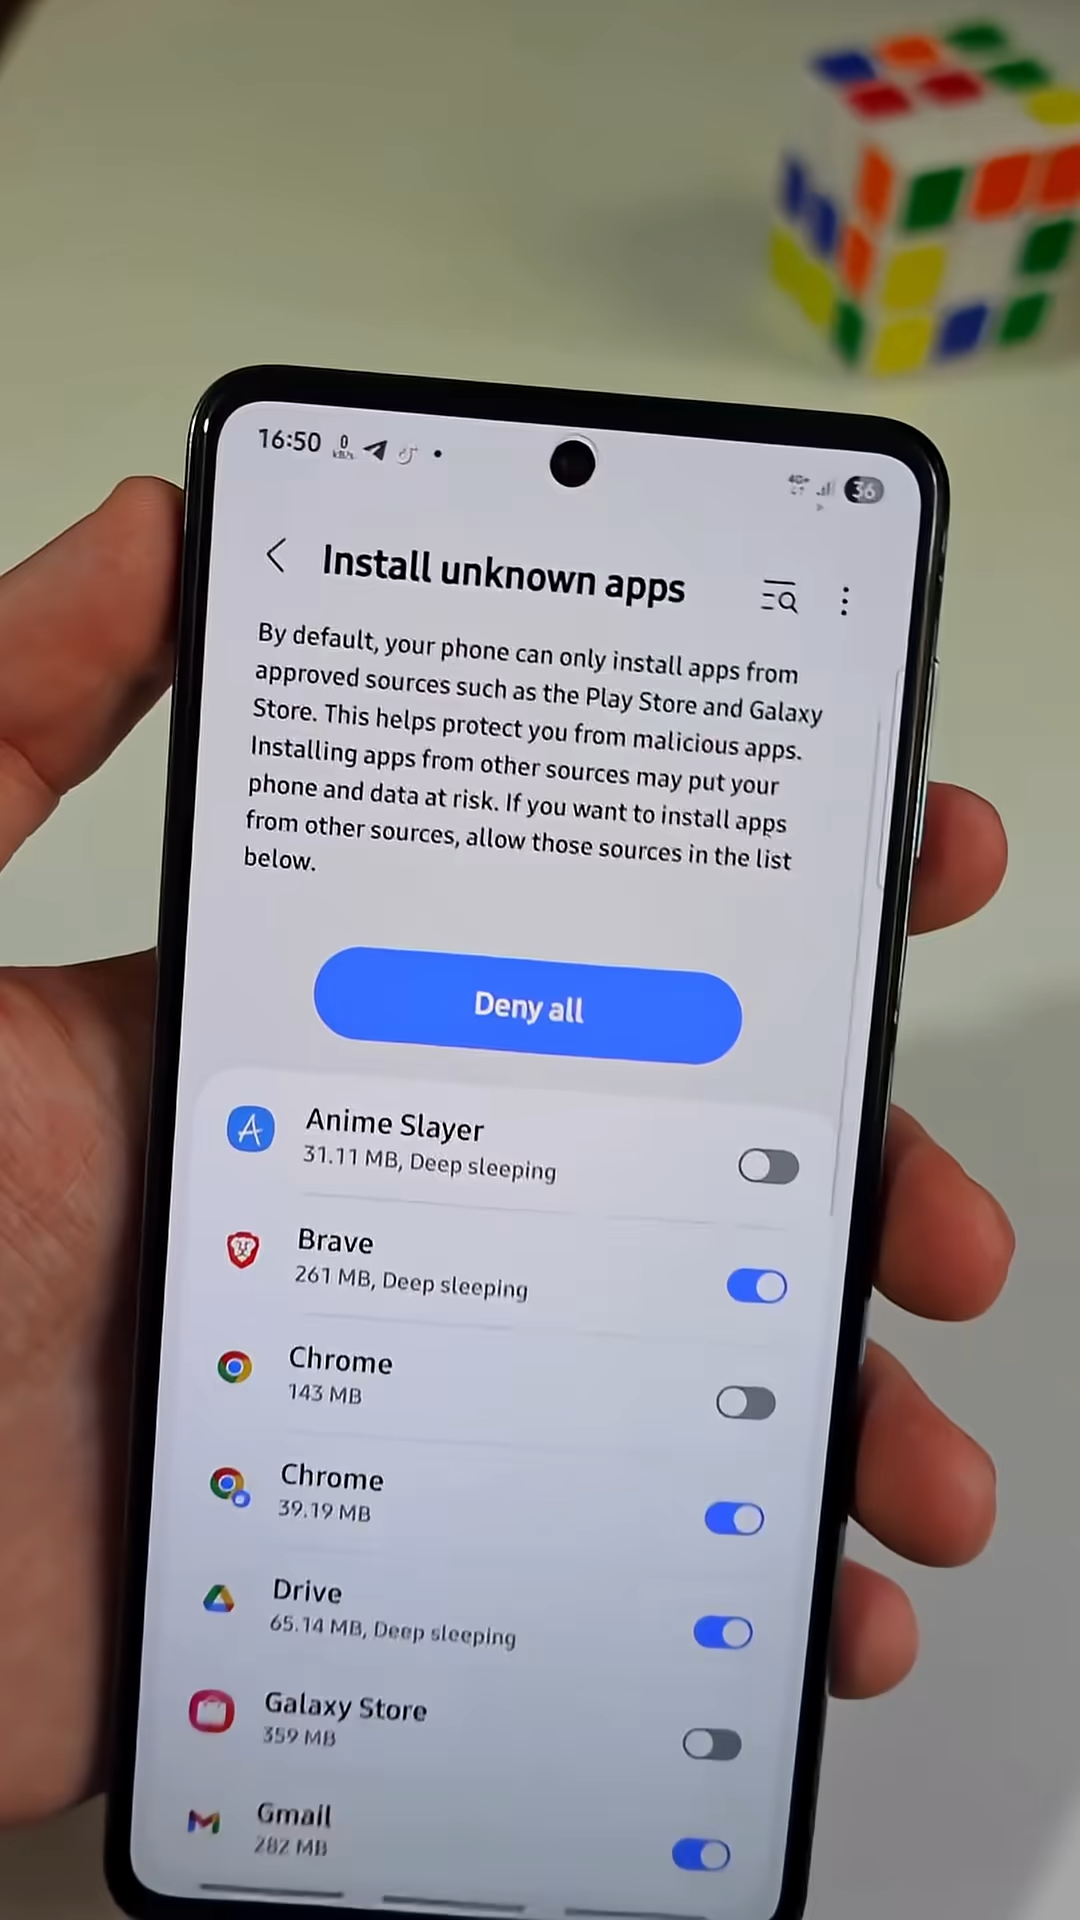 16:50 0 KB/s
4G+ 36
Install unknown apps
By default, your phone can only install apps from
approved sources such as the Play Store and Galaxy
Store. This helps protect you from malicious apps.
Installing apps from other sources may put your
phone and data at risk. If you want to install apps
from other sources, allow those sources in the list
below.
Deny all
Anime Slayer
31.11 MB, Deep sleeping
Brave
261 MB, Deep sleeping
Chrome
143 MB
Chrome
39.19 MB
Drive
65.14 MB, Deep sleeping
Galaxy Store
359 MB
Gmail
282 MB